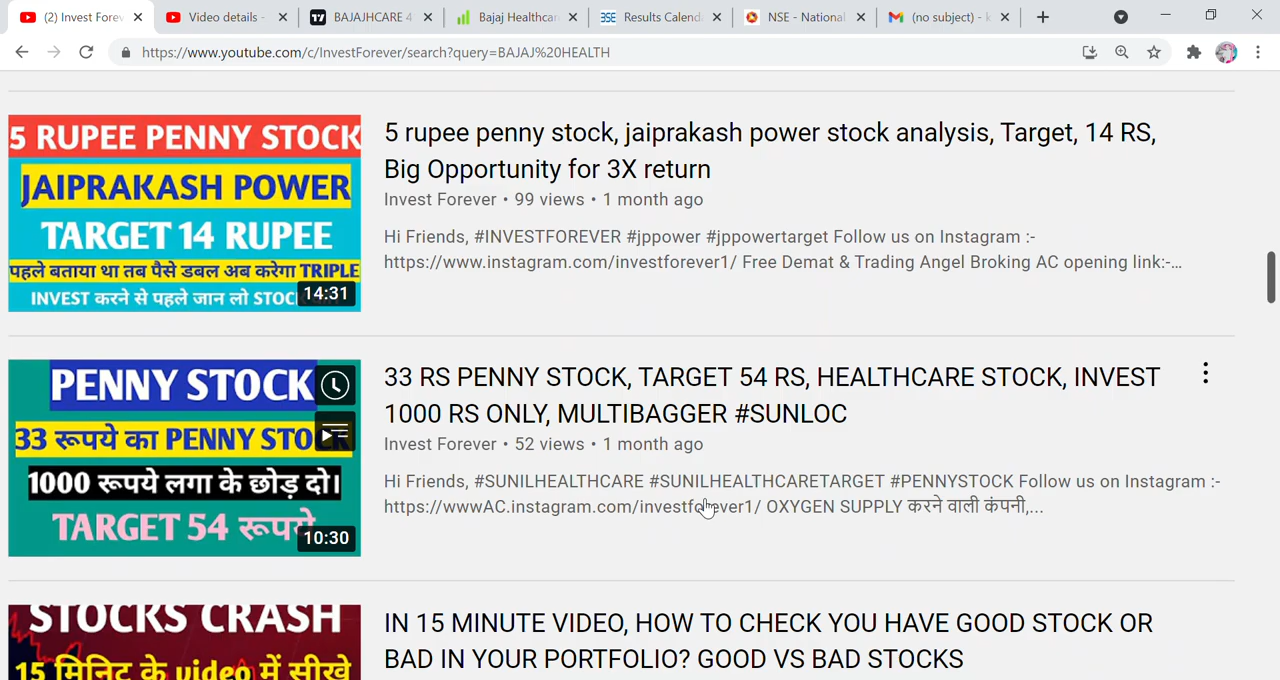 (2) Invest Forev
Video details -
BAJAJHCARE 4
Bajaj Healthcar
Results Calend
NSE - National
(no subject) - k
https://www.youtube.com/c/InvestForever/search?query=BAJAJ%20HEALTH
5 RUPEE PENNY STOCK
JAIPRAKASH POWER
TARGET 14 RUPEE
पहले बताया था तब पैसे डबल अब करेगा TRIPLE
INVEST करने से पहले जान लो STOC
14:31
5 rupee penny stock, jaiprakash power stock analysis, Target, 14 RS,
Big Opportunity for 3X return
Invest Forever • 99 views • 1 month ago
Hi Friends, #INVESTFOREVER #jppower #jppowertarget Follow us on Instagram :-
https://www.instagram.com/investforever1/ Free Demat & Trading Angel Broking AC opening link:-...
PENNY STOCK
33 रूपये का PENNY STO
1000 रूपये लगा के छोड़ दो।
TARGET 54 रूपये
10:30
33 RS PENNY STOCK, TARGET 54 RS, HEALTHCARE STOCK, INVEST
1000 RS ONLY, MULTIBAGGER #SUNLOC
Invest Forever • 52 views • 1 month ago
Hi Friends, #SUNILHEALTHCARE #SUNILHEALTHCARETARGET #PENNYSTOCK Follow us on Instagram :-
https://wwwAC.instagram.com/investforever1/ OXYGEN SUPPLY करने वाली कंपनी,...
STOCKS CRASH
15 मिनिट के video में सीखे
IN 15 MINUTE VIDEO, HOW TO CHECK YOU HAVE GOOD STOCK OR
BAD IN YOUR PORTFOLIO? GOOD VS BAD STOCKS